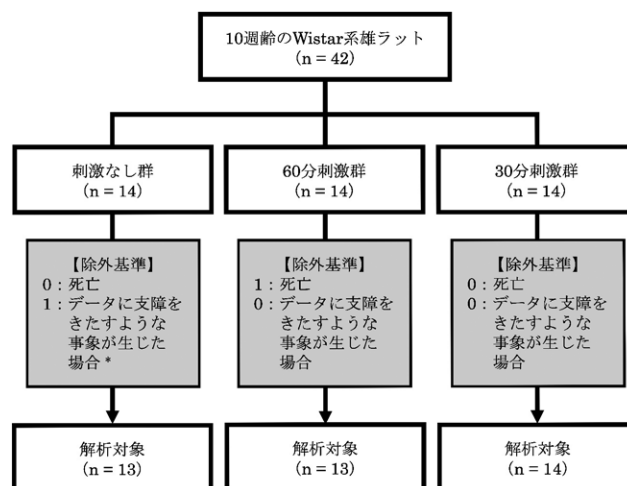 10週齢のWistar系雄ラット
(n = 42)
刺激なし群
(n = 14)
60分刺激群
(n = 14)
30分刺激群
(n = 14)
【除外基準】
0：死亡
1：データに支障を
きたすような
事象が生じた
場合 *
【除外基準】
1：死亡
0：データに支障を
きたすような
事象が生じた
場合
【除外基準】
0：死亡
0：データに支障を
きたすような
事象が生じた
場合
解析対象
(n = 13)
解析対象
(n = 13)
解析対象
(n = 14)